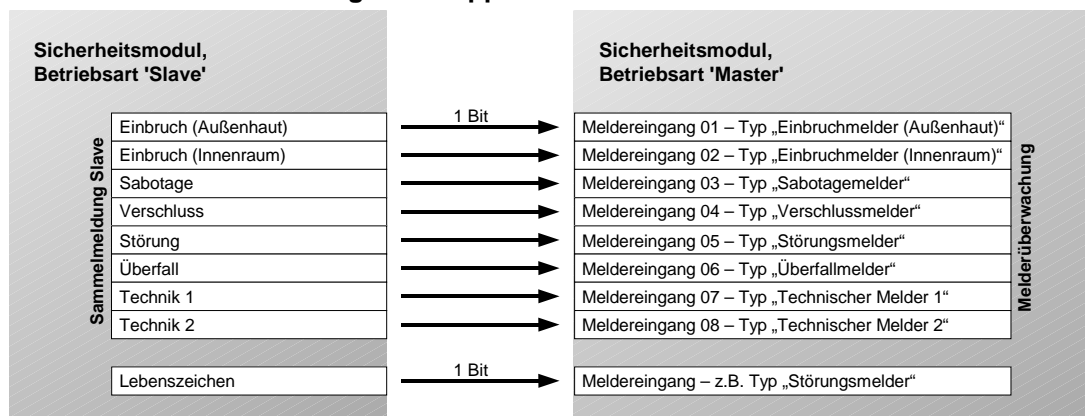 Sicherheitsmodul,
Betriebsart 'Slave'
Sicherheitsmodul,
Betriebsart 'Master'
Sammelmeldung Slave
Einbruch (Außenhaut)
1 Bit
Meldereingang 01 – Typ „Einbruchmelder (Außenhaut)“
Einbruch (Innenraum)
Meldereingang 02 – Typ „Einbruchmelder (Innenraum)“
Sabotage
Meldereingang 03 – Typ „Sabotagemelder“
Verschluss
Meldereingang 04 – Typ „Verschlussmelder“
Störung
Meldereingang 05 – Typ „Störungsmelder“
Überfall
Meldereingang 06 – Typ „Überfallmelder“
Technik 1
Meldereingang 07 – Typ „Technischer Melder 1“
Technik 2
Meldereingang 08 – Typ „Technischer Melder 2“
Melderüberwachung
Lebenszeichen
1 Bit
Meldereingang – z.B. Typ „Störungsmelder“